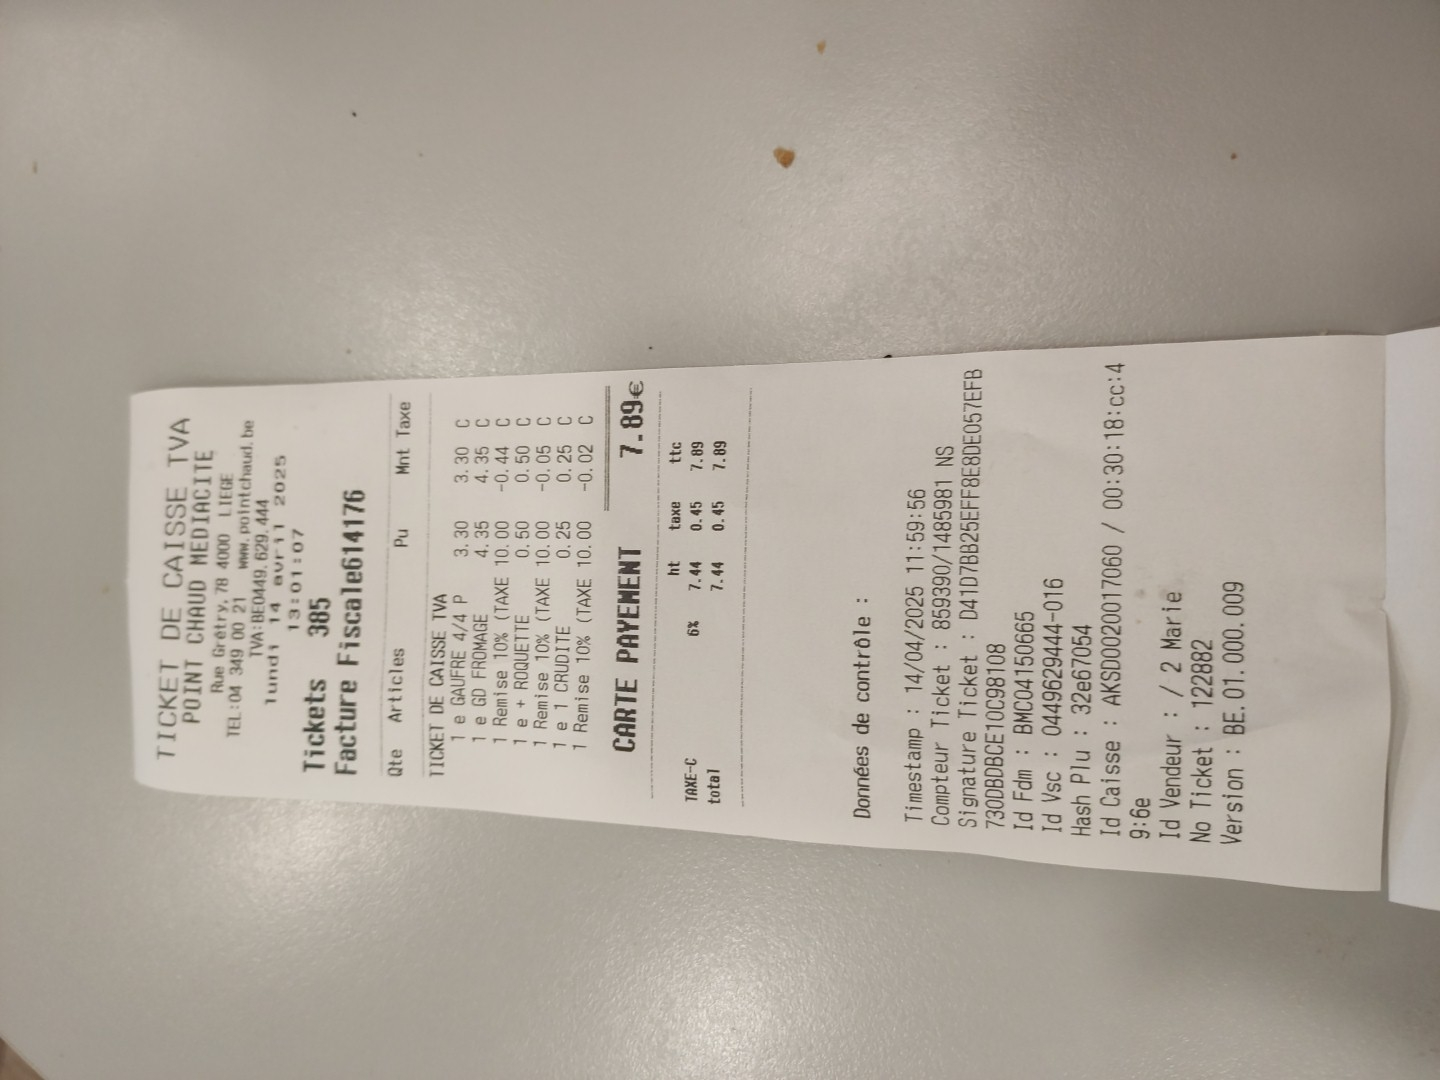 TICKET DE CAISSE TVA
POINT CHAUD MEDIACITE
Rue Grétry, 78 4000 LIEGE
TEL:04 349 00 21 www.pointchaud.be
TVA:BE0449.629.444
lundi 14 avril 2025
13:01:07
Tickets 385
Facture Fiscale614176
Qte Articles Pu Mnt Taxe
TICKET DE CAISSE TVA
1 e GAUFRE 4/4 P 3.30 3.30 C
1 e GD FROMAGE 4.35 4.35 C
1 Remise 10% (TAXE 10.00 -0.44 C
1 e + ROQUETTE 0.50 0.50 C
1 Remise 10% (TAXE 10.00 -0.05 C
1 e 1 CRUDITE 0.25 0.25 C
1 Remise 10% (TAXE 10.00 -0.02 C
CARTE PAYEMENT 7.89€
ht taxe ttc
TAXE-C 6% 7.44 0.45 7.89
total 7.44 0.45 7.89
Données de contrôle :
Timestamp : 14/04/2025 11:59:56
Compteur Ticket : 859390/1485981 NS
Signature Ticket : D41D7BB25EFF8E8DE057EFB
730DBDBCE10C98108
Id Fdm : BMC04150665
Id Vsc : 0449629444-016
Hash Plu : 32e67054
Id Caisse : AKSD0020017060 / 00:30:18:cc:4
9:6e
Id Vendeur : / 2 Marie
No Ticket : 122882
Version : BE.01.000.009